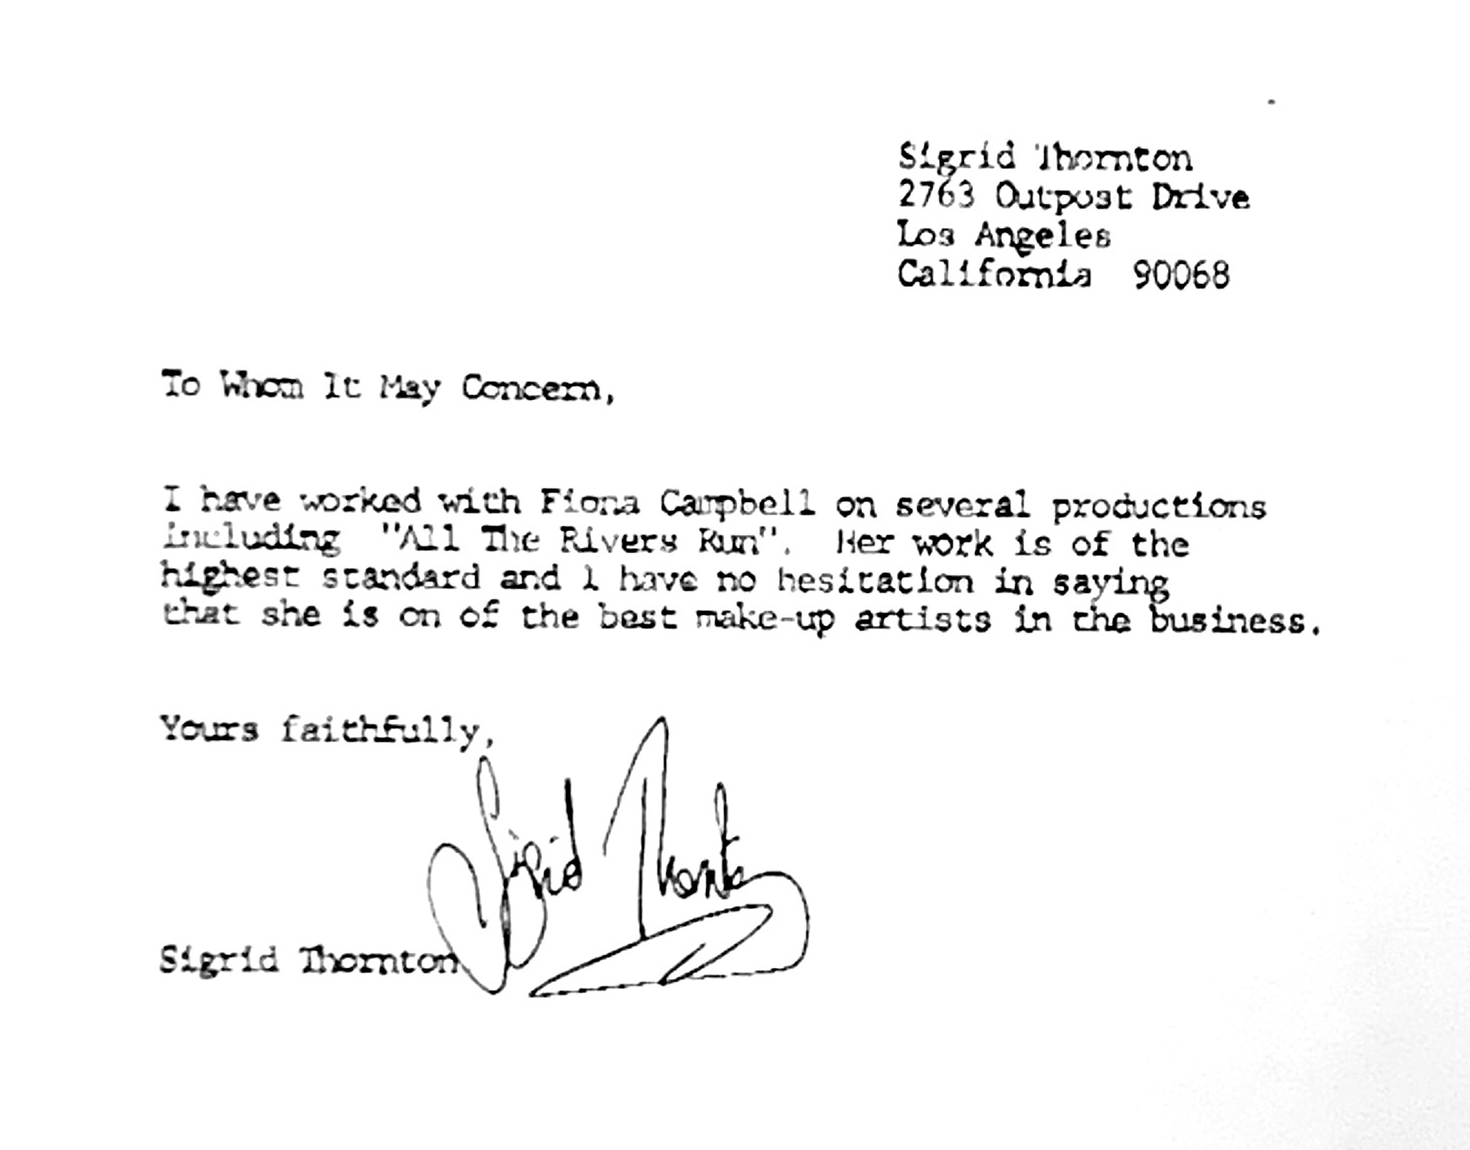 Sigrid Thornton
2763 Outpost Drive
Los Angeles
California 90068
To Whom It May Concern,
I have worked with Fiona Campbell on several productions
including "All The Rivers Run". Her work is of the
highest standard and I have no hesitation in saying
that she is on of the best make-up artists in the business.
Yours faithfully,
Sigrid Thornton
Sigrid Thornton